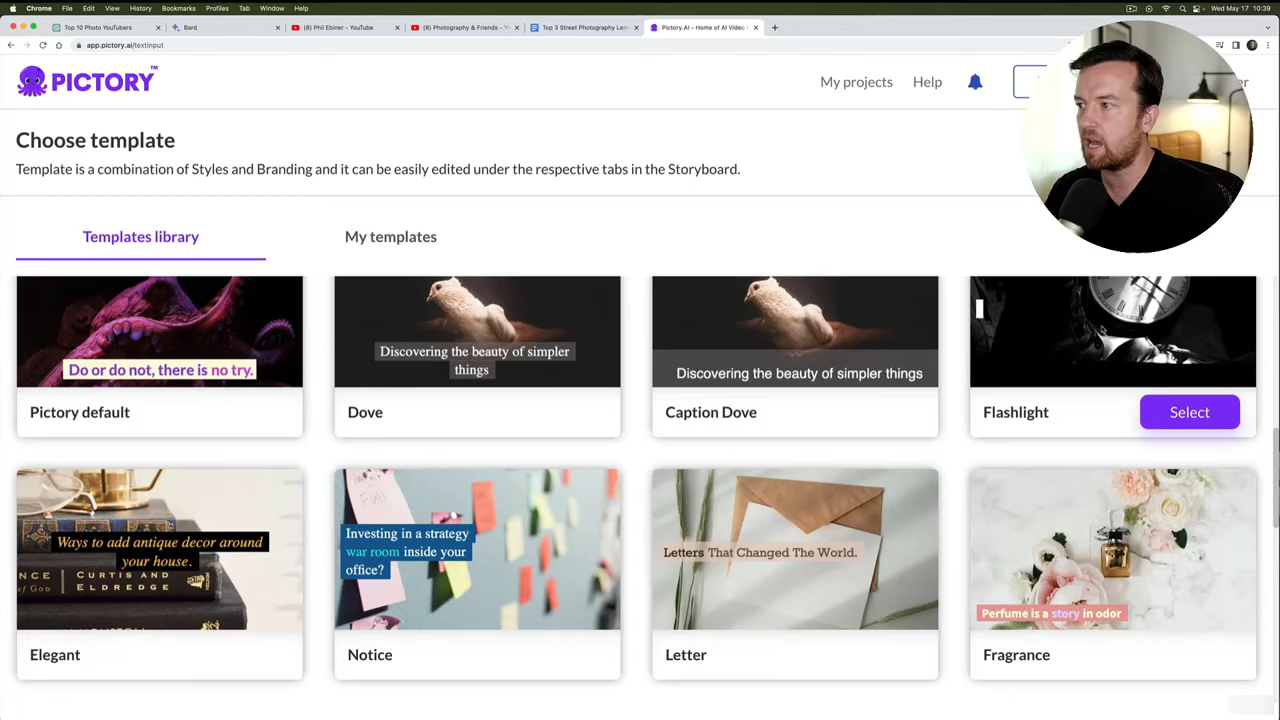 Chrome File Edit View History Bookmarks Profiles Tab Window Help
Wed May 17 10:39
Top 10 Photo YouTubers
Bard
(8) Phil Ebiner - YouTube
(8) Photography & Friends - Y
Top 3 Street Photography Len
Pictory.Ai - Home of AI Video
app.pictory.ai/textinput
PICTORY™
My projects
Help
Choose template
Template is a combination of Styles and Branding and it can be easily edited under the respective tabs in the Storyboard.
Templates library
My templates
Do or do not, there is no try.
Discovering the beauty of simpler
things
Discovering the beauty of simpler things
Pictory default
Dove
Caption Dove
Flashlight
Select
Ways to add antique decor around
your house.
CURTIS AND
ELDREDGE
Investing in a strategy
war room inside your
office?
Letters That Changed The World.
Perfume is a story in odor
Elegant
Notice
Letter
Fragrance